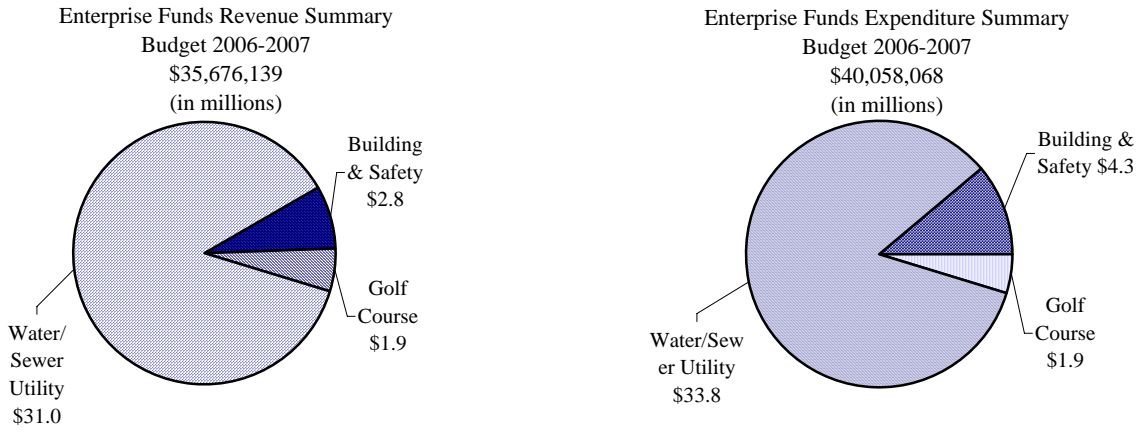 Enterprise Funds Revenue Summary
Budget 2006-2007
$35,676,139
(in millions)
Building
& Safety
$2.8
Golf
Course
$1.9
Water/
Sewer
Utility
$31.0
Enterprise Funds Expenditure Summary
Budget 2006-2007
$40,058,068
(in millions)
Building &
Safety $4.3
Golf
Course
$1.9
Water/Sew
er Utility
$33.8